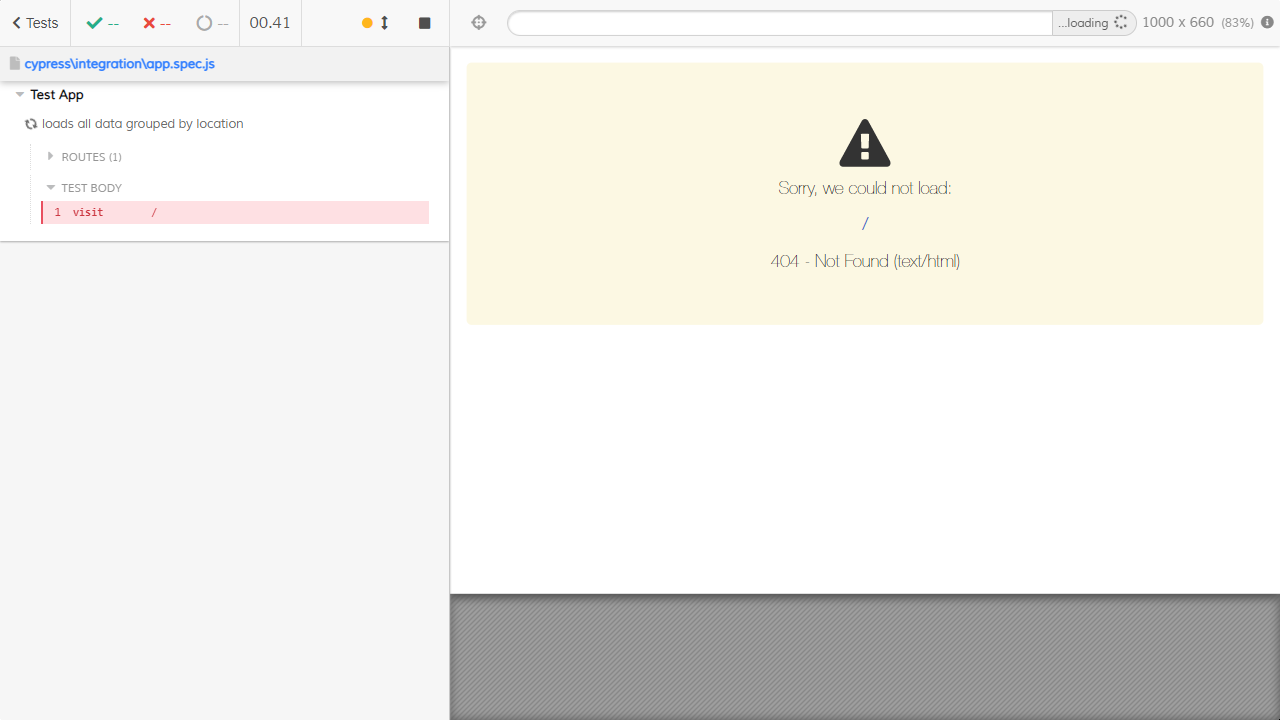 Tests
--
--
--
00.41
...loading
1000 x 660 (83%)
cypress\integration\app.spec.js
Test App
loads all data grouped by location
ROUTES (1)
TEST BODY
1 visit /
Sorry, we could not load:
/
404 - Not Found (text/html)